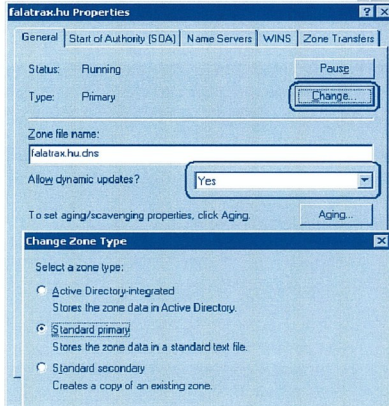 falatrax.hu Properties
General Start of Authority (SOA) Name Servers WINS Zone Transfers
Status: Running Pause
Type: Primary Change...
Zone file name:
falatrax.hu.dns
Allow dynamic updates? Yes
To set aging/scavenging properties, click Aging. Aging...
Change Zone Type
Select a zone type:
Active Directory-integrated
Stores the zone data in Active Directory.
Standard primary
Stores the zone data in a standard text file.
Standard secondary
Creates a copy of an existing zone.